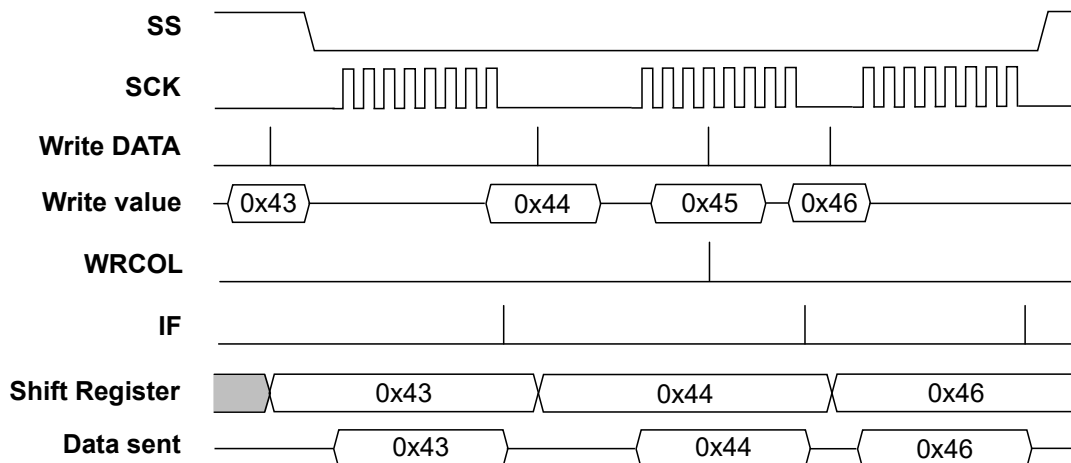 SS
SCK
Write DATA
Write value 0x43 0x44 0x45 0x46
WRCOL
IF
Shift Register 0x43 0x44 0x46
Data sent 0x43 0x44 0x46